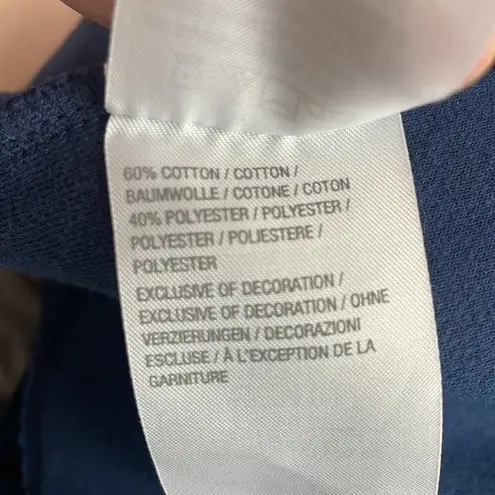 60% COTTON / COTTON /
BAUMWOLLE / COTONE / COTON
40% POLYESTER / POLYESTER /
POLYESTER / POLIESTERE /
POLYESTER
EXCLUSIVE OF DECORATION /
EXCLUSIVE OF DECORATION / OHNE
VERZIERUNGEN / DECORAZIONI
ESCLUSE / À L'EXCEPTION DE LA
GARNITURE